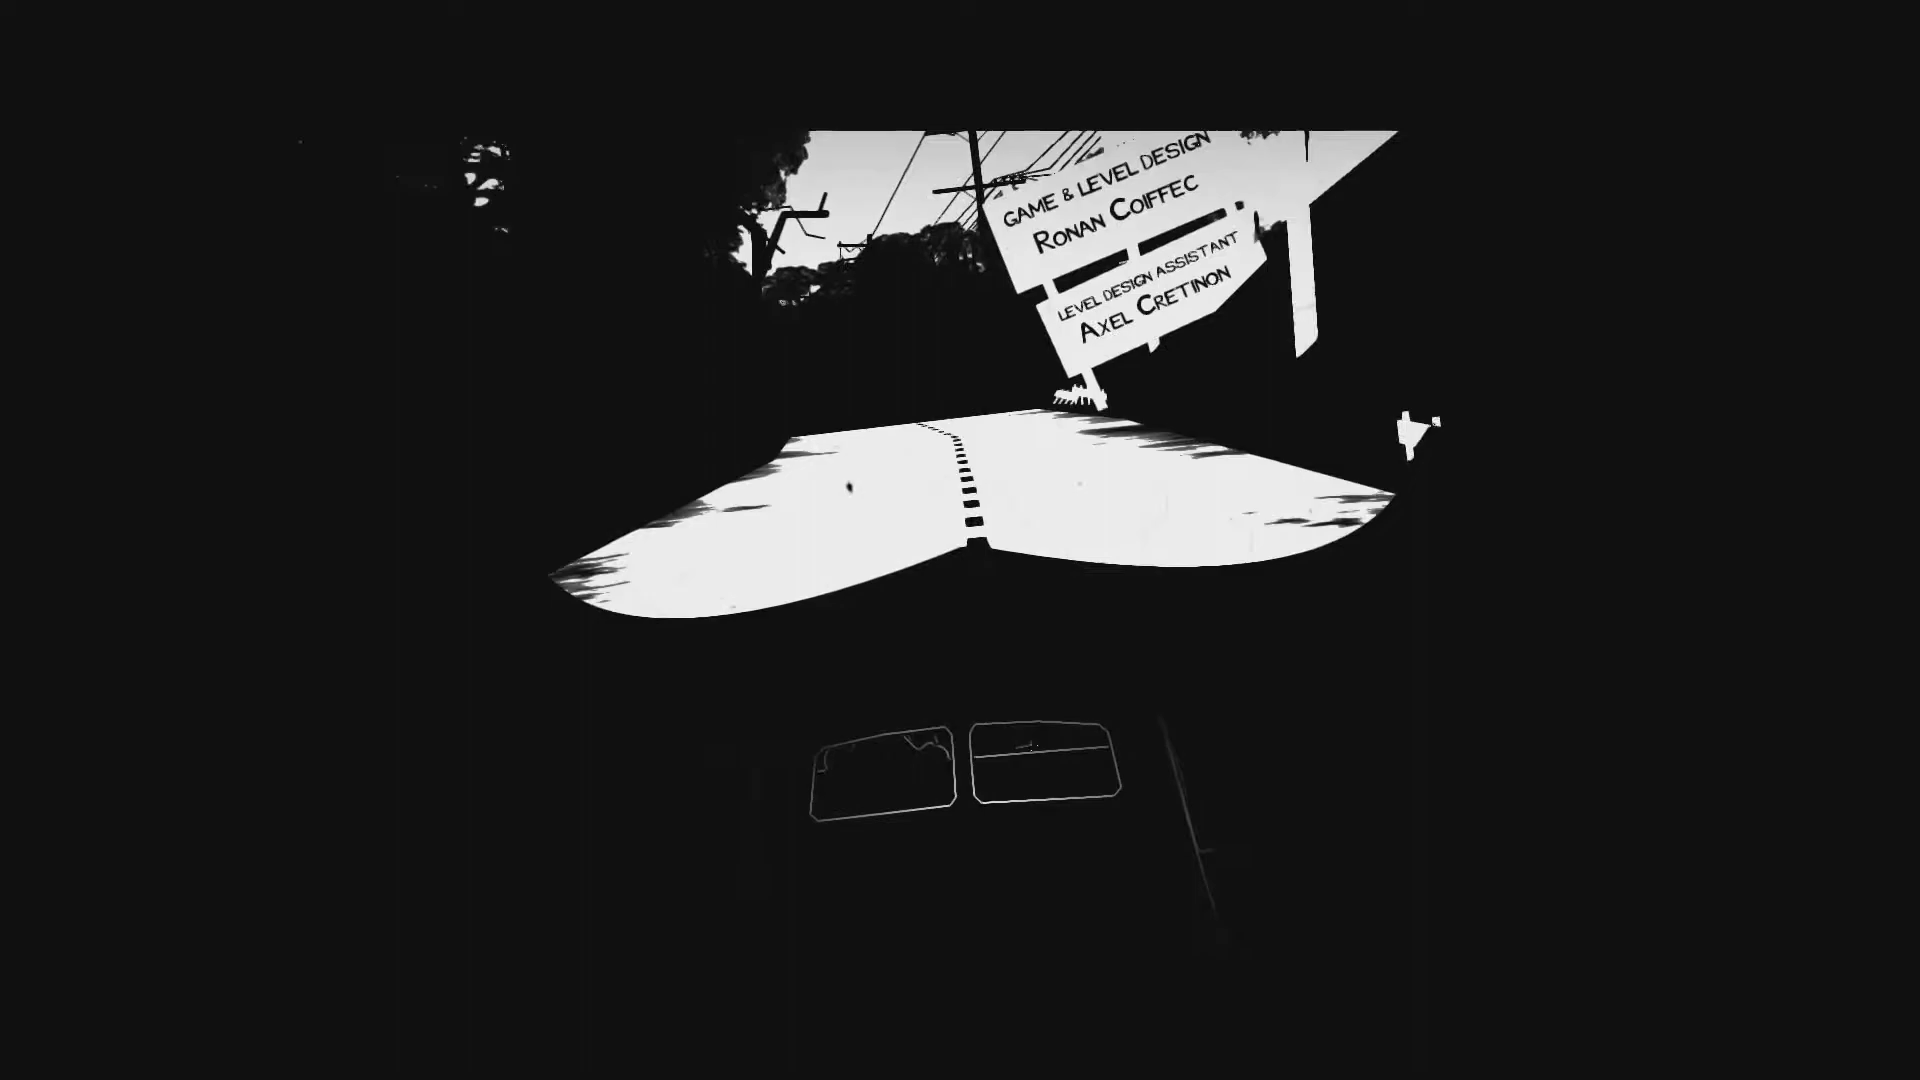 GAME & LEVEL DESIGN
RONAN COIFFEC
LEVEL DESIGN ASSISTANT
AXEL CRETINON